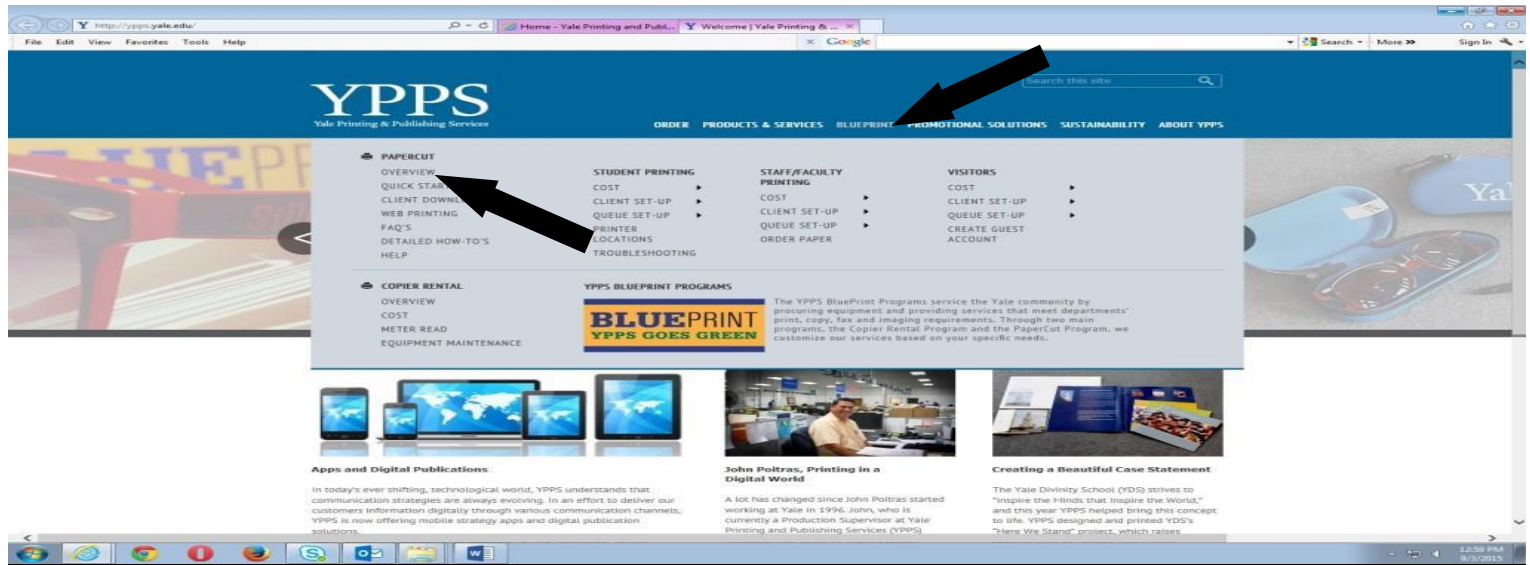 http://ypps.yale.edu/
Home - Yale Printing and Publ...
Welcome | Yale Printing & ...
File Edit View Favorites Tools Help
Google
Search
More »
Sign In
YPPS
Yale Printing & Publishing Services
Search this site
ORDER PRODUCTS & SERVICES BLUEPRINT PROMOTIONAL SOLUTIONS SUSTAINABILITY ABOUT YPPS
PAPERCUT
OVERVIEW
QUICK START
CLIENT
WEB PRINTING
FAQ'S
DETAILED HOW-TO'S
HELP
STUDENT PRINTING
COST
CLIENT SET-UP
QUEUE SET-UP
PRINTER
LOCATIONS
TROUBLESHOOTING
STAFF/FACULTY
PRINTING
COST
CLIENT SET-UP
QUEUE SET-UP
ORDER PAPER
VISITORS
COST
CLIENT SET-UP
QUEUE SET-UP
CREATE GUEST
ACCOUNT
COPIER RENTAL
OVERVIEW
COST
METER READ
EQUIPMENT MAINTENANCE
YPPS BLUEPRINT PROGRAMS
BLUEPRINT
YPPS GOES GREEN
The YPPS BluePrint Programs service the Yale community by
procuring equipment and providing services that meet departments'
print, copy, fax and imaging requirements. Through two main
programs, the Copier Rental Program and the PaperCut Program, we
customize our services based on your specific needs.
Apps and Digital Publications
In today's ever shifting, technological world, YPPS understands that
communication strategies are always evolving. In an effort to deliver our
customers information digitally through various communication channels,
YPPS is now offering mobile strategy apps and digital publication
solutions.
John Poitras, Printing in a
Digital World
A lot has changed since John Poitras started
working at Yale in 1996. John, who is
currently a Production Supervisor at Yale
Printing and Publishing Services (YPPS)
Creating a Beautiful Case Statement
The Yale Divinity School (YDS) strives to
"Inspire the Minds that Inspire the World,"
and this year YPPS helped bring this concept
to life. YPPS designed and printed YDS's
"Here We Stand" project, which raises
12:59 PM
9/3/2015